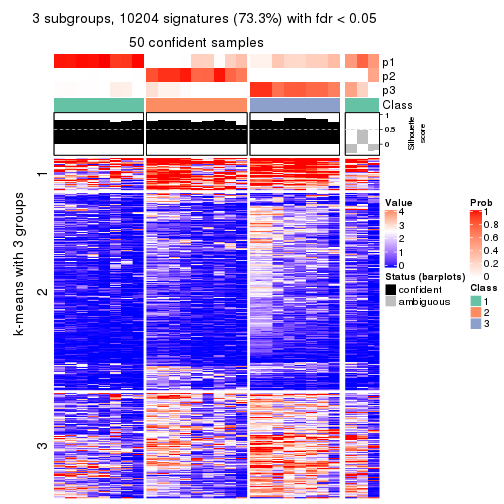 3 subgroups, 10204 signatures (73.3%) with fdr < 0.05
50 confident samples
p1
p2
p3
Class
1
0.5
0
Silhouette
score
k-means with 3 groups
1
2
3
Value
4
3
2
1
0
Status (barplots)
confident
ambiguous
Prob
1
0.8
0.6
0.4
0.2
0
Class
1
2
3